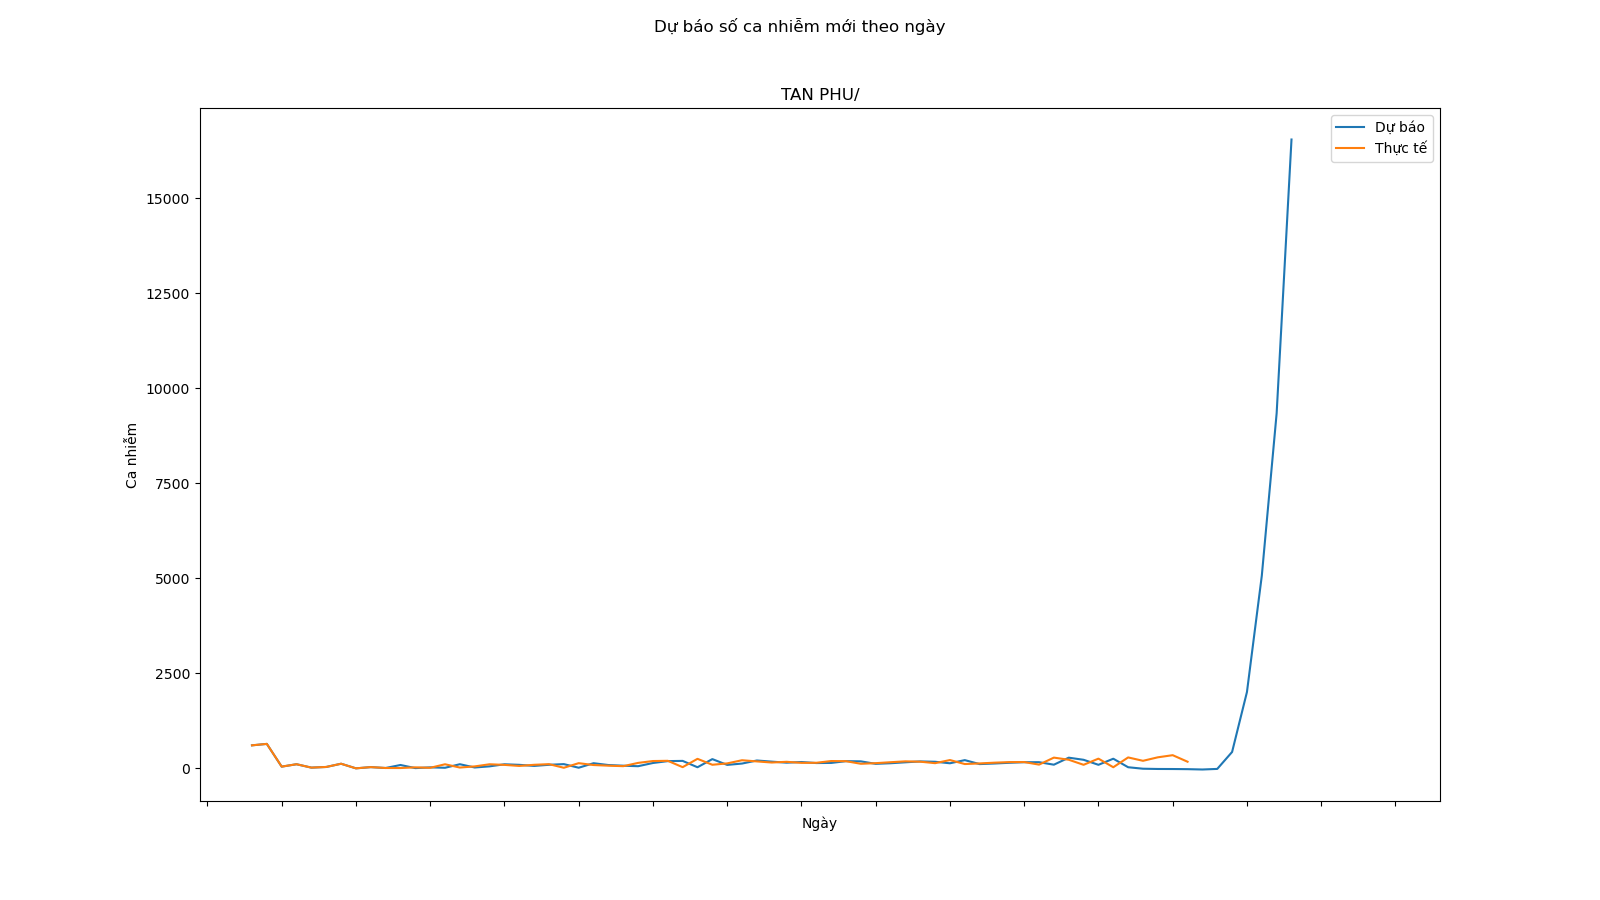 Dự báo số ca nhiễm mới theo ngày
TAN PHU/
Dự báo
Thực tế
15000
12500
10000
7500
5000
2500
0
Ca nhiễm
Ngày